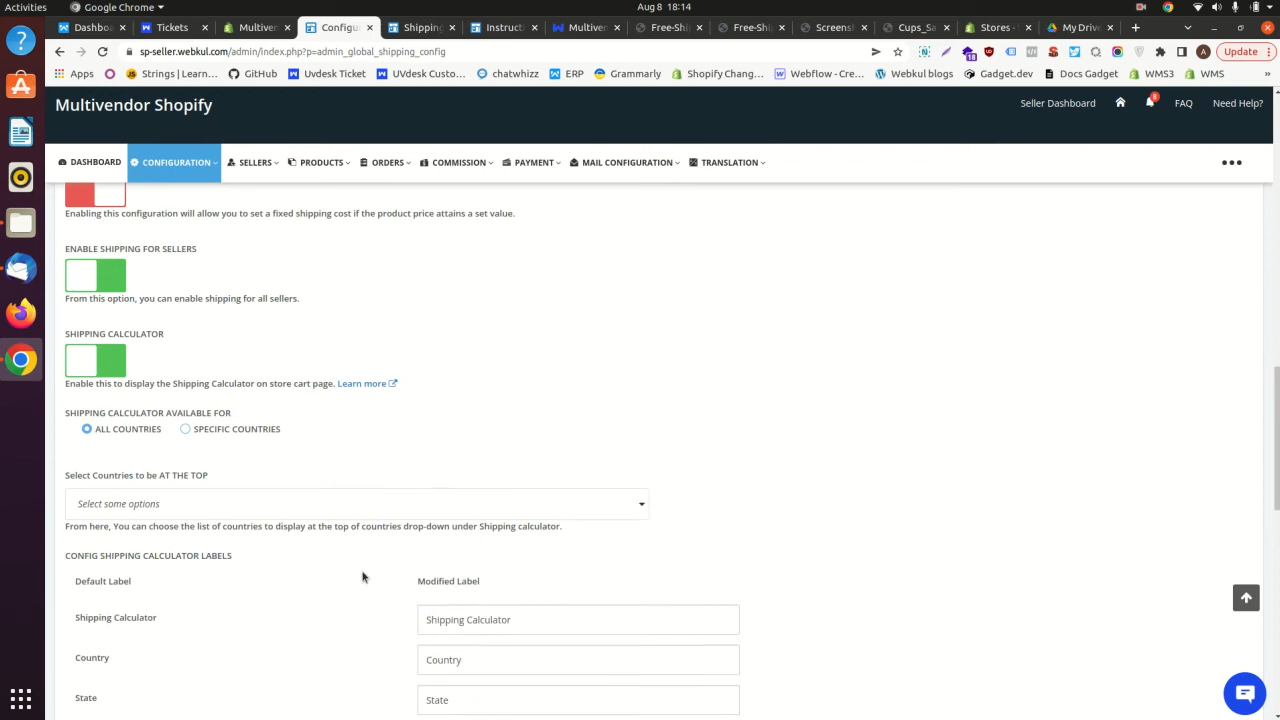 Activities
Google Chrome
Aug 8 18:14
Dashbo
Tickets
Multiver
Configur
Shipping
Instructi
Multiven
Free-Shi
Free-Shi
Screensh
Cups_Sa
Stores -
My Drive
sp-seller.webkul.com/admin/index.php?p=admin_global_shipping_config
18
A
Update
Apps
Strings | Learn...
GitHub
Uvdesk Ticket
UVdesk Custo...
chatwhizz
ERP
Grammarly
Shopify Chang...
Webflow - Cre...
Webkul blogs
Gadget.dev
Docs Gadget
WMS3
WMS
»
Multivendor Shopify
Seller Dashboard
8
FAQ
Need Help?
DASHBOARD
CONFIGURATION
SELLERS
PRODUCTS
ORDERS
COMMISSION
PAYMENT
MAIL CONFIGURATION
TRANSLATION
Enabling this configuration will allow you to set a fixed shipping cost if the product price attains a set value.
ENABLE SHIPPING FOR SELLERS
From this option, you can enable shipping for all sellers.
SHIPPING CALCULATOR
Enable this to display the Shipping Calculator on store cart page. Learn more
SHIPPING CALCULATOR AVAILABLE FOR
ALL COUNTRIES
SPECIFIC COUNTRIES
Select Countries to be AT THE TOP
Select some options
From here, You can choose the list of countries to display at the top of countries drop-down under Shipping calculator.
CONFIG SHIPPING CALCULATOR LABELS
Default Label
Modified Label
Shipping Calculator
Shipping Calculator
Country
Country
State
State